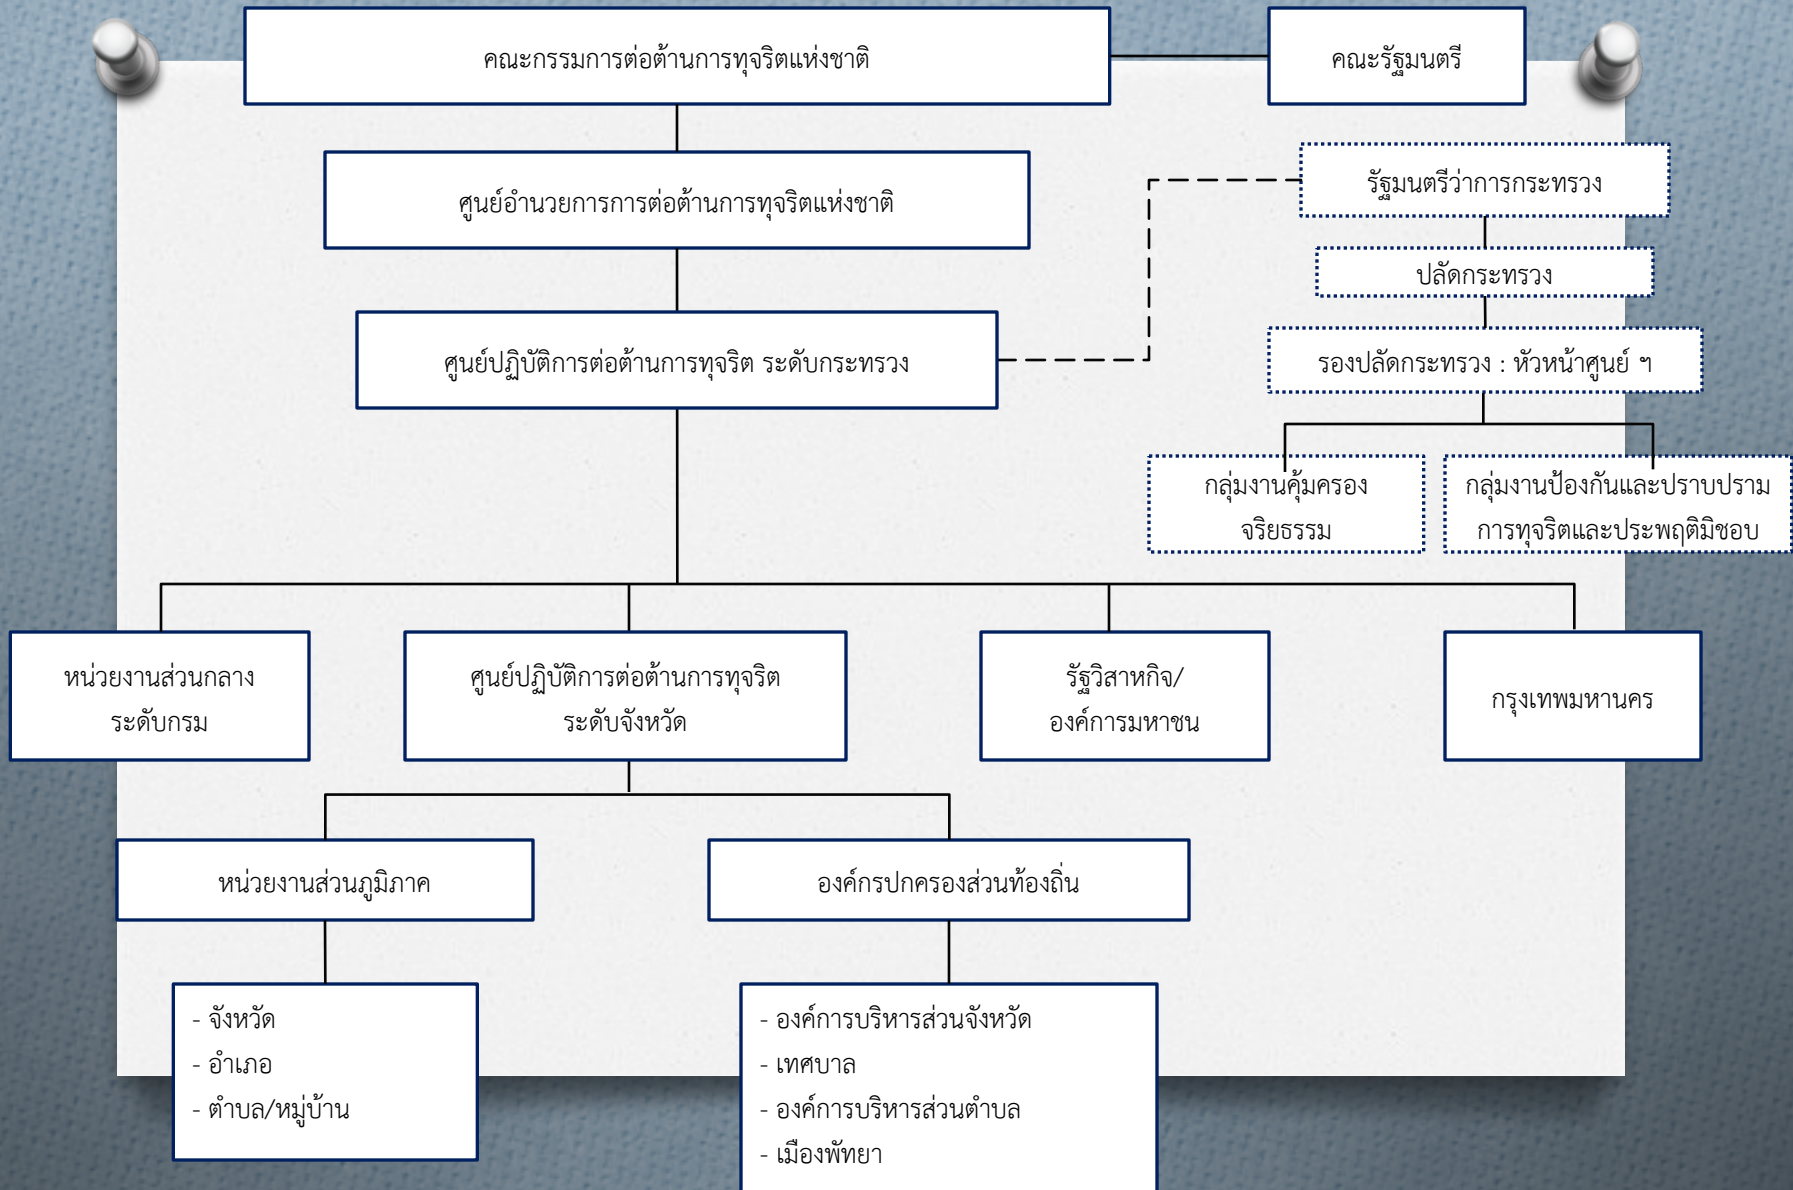 คณะกรรมการต่อต้านการทุจริตแห่งชาติ
คณะรัฐมนตรี
ศูนย์อำนวยการการต่อต้านการทุจริตแห่งชาติ
รัฐมนตรีว่าการกระทรวง
ปลัดกระทรวง
ศูนย์ปฏิบัติการต่อต้านการทุจริต ระดับกระทรวง
รองปลัดกระทรวง : หัวหน้าศูนย์ ฯ
กลุ่มงานคุ้มครอง
จริยธรรม
กลุ่มงานป้องกันและปราบปราม
การทุจริตและประพฤติมิชอบ
หน่วยงานส่วนกลาง
ระดับกรม
ศูนย์ปฏิบัติการต่อต้านการทุจริต
ระดับจังหวัด
รัฐวิสาหกิจ/
องค์การมหาชน
กรุงเทพมหานคร
หน่วยงานส่วนภูมิภาค
องค์กรปกครองส่วนท้องถิ่น
- จังหวัด
- อำเภอ
- ตำบล/หมู่บ้าน
- องค์การบริหารส่วนจังหวัด
- เทศบาล
- องค์การบริหารส่วนตำบล
- เมืองพัทยา